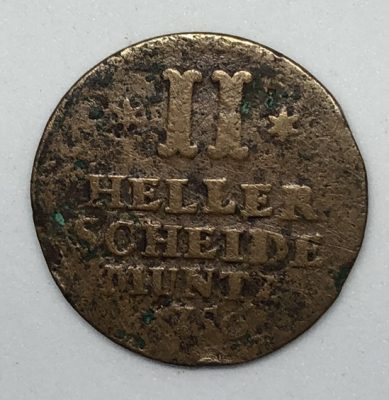 * II *
HELLER
SCHEIDE
MUNTZ